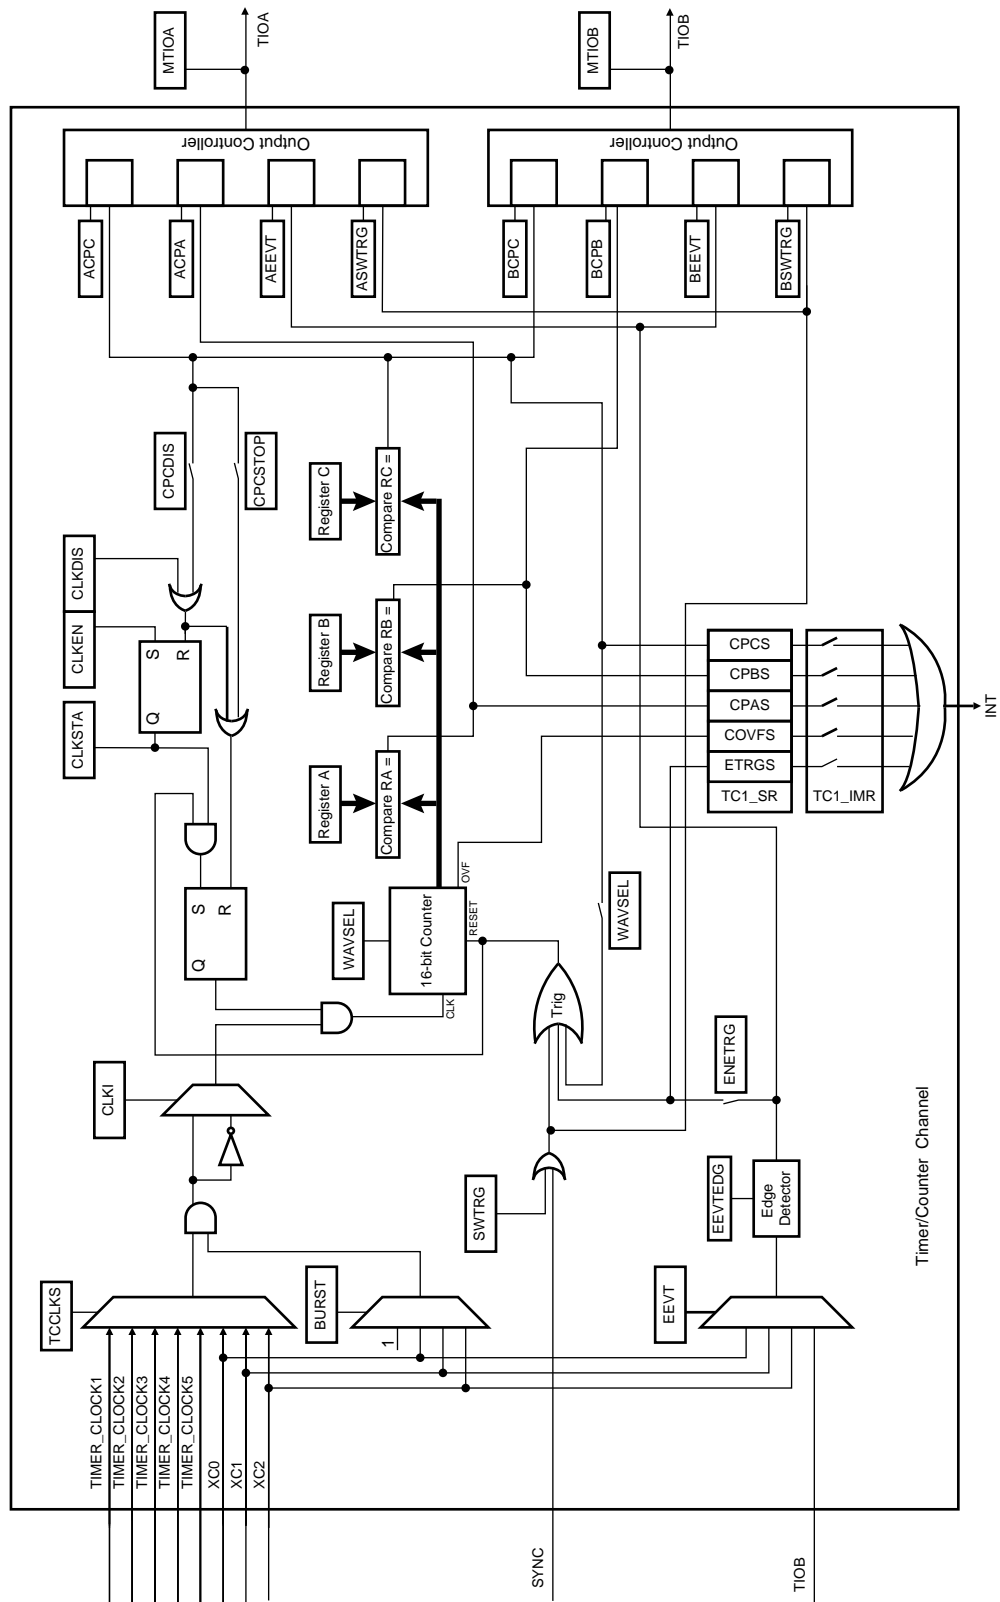 MTIOA
TIOA
MTIOB
TIOB
Output Controller
Output Controller
ACPC
ACPA
AEEVT
ASWTRG
BCPC
BCPB
BEEVT
BSWTRG
CPCDIS
CPCSTOP
CLKDIS
CLKEN
CLKSTA
S
R
Q
Register C
Compare RC =
Register B
Compare RB =
Register A
Compare RA =
CPCS
CPBS
CPAS
COVFS
ETRGS
TC1_SR
TC1_IMR
INT
S
R
Q
WAVSEL
16-bit Counter
OVF
RESET
CLK
WAVSEL
Trig
ENETRG
CLKI
SWTRG
EEVTEDG
Edge
Detector
Timer/Counter Channel
TCCLKS
BURST
EEVT
1
TIMER_CLOCK1
TIMER_CLOCK2
TIMER_CLOCK3
TIMER_CLOCK4
TIMER_CLOCK5
XC0
XC1
XC2
SYNC
TIOB